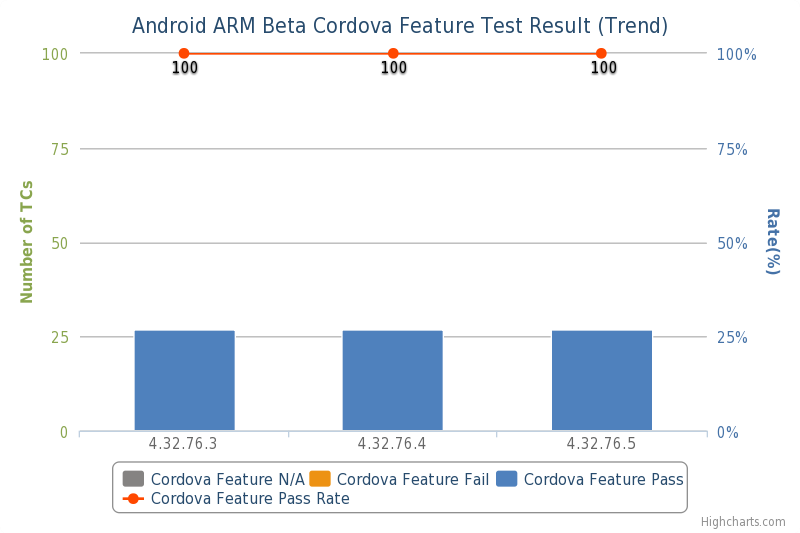 Android ARM Beta Cordova Feature Test Result (Trend)
100
75
50
25
0
Number of TCs
100%
75%
50%
25%
0%
Rate(%)
100
100
100
4.32.76.3
4.32.76.4
4.32.76.5
Cordova Feature N/A
Cordova Feature Fail
Cordova Feature Pass
Cordova Feature Pass Rate
Highcharts.com